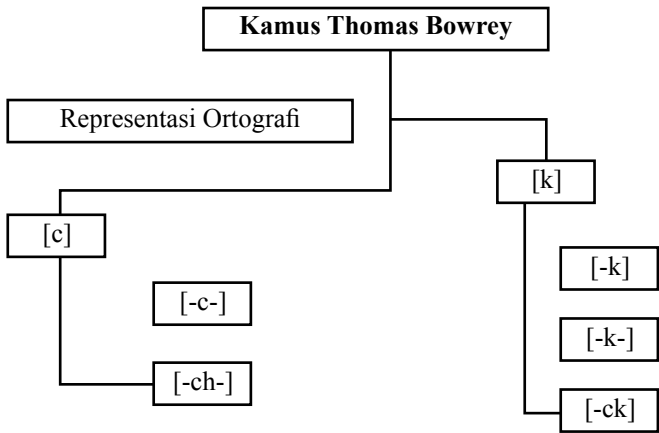 Kamus Thomas Bowrey
Representasi Ortografi
[k]
[c]
[-k]
[-c-]
[-k-]
[-ch-]
[-ck]